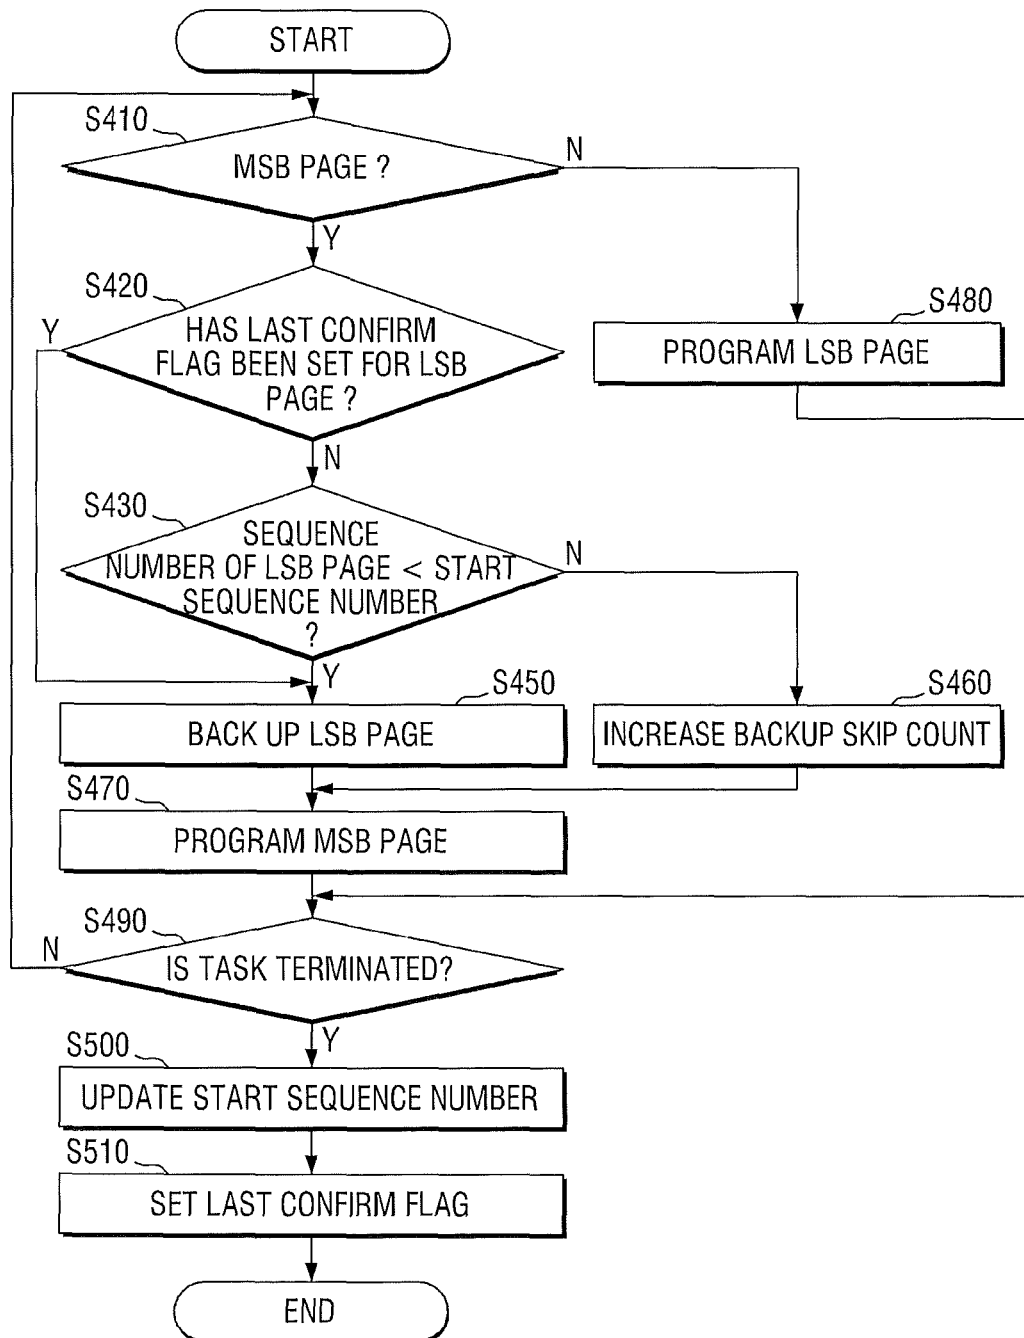 START
S410
MSB PAGE ?
N
Y
S420
Y
HAS LAST CONFIRM
FLAG BEEN SET FOR LSB
PAGE ?
S480
PROGRAM LSB PAGE
N
S430
SEQUENCE
NUMBER OF LSB PAGE < START
SEQUENCE NUMBER
?
N
Y
S450
BACK UP LSB PAGE
S460
INCREASE BACKUP SKIP COUNT
S470
PROGRAM MSB PAGE
S490
N
IS TASK TERMINATED?
Y
S500
UPDATE START SEQUENCE NUMBER
S510
SET LAST CONFIRM FLAG
END